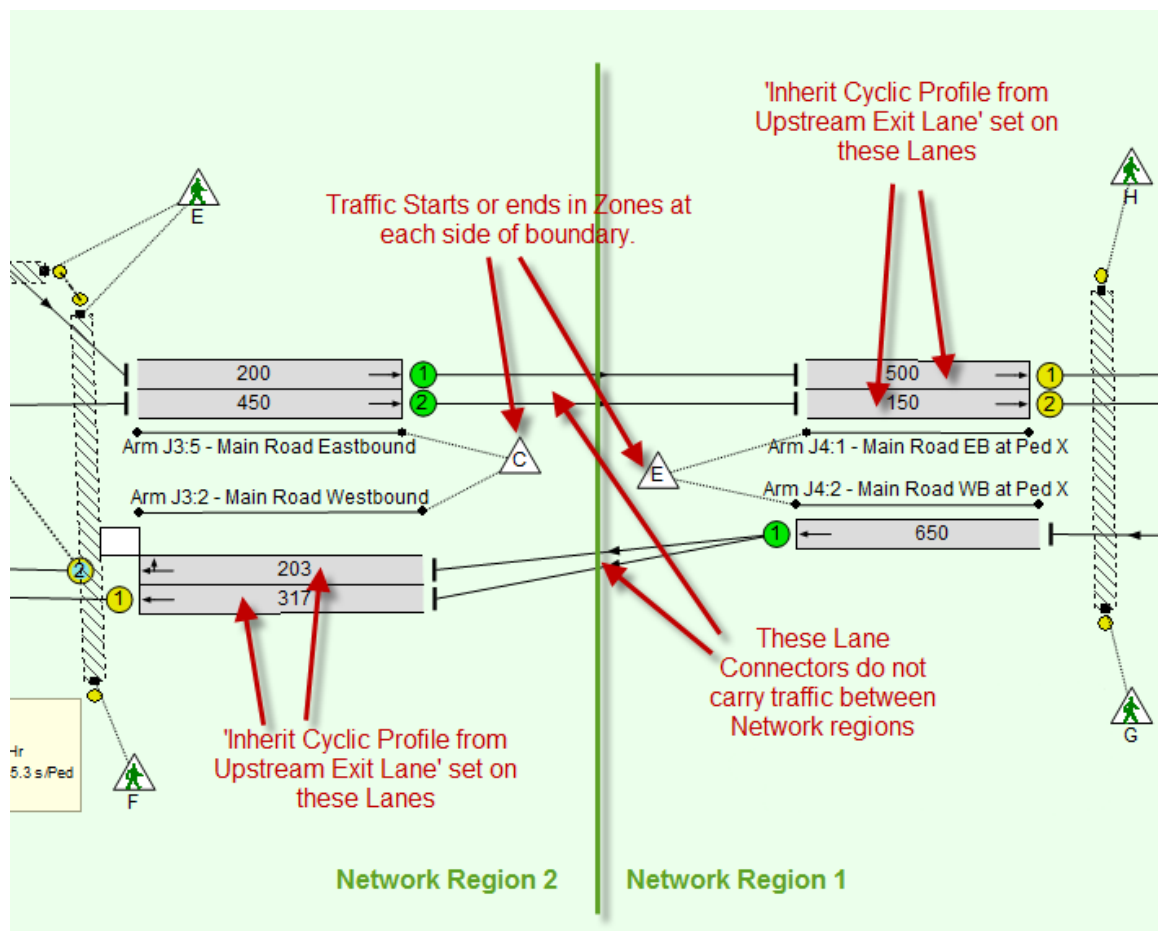 'Inherit Cyclic Profile from
Upstream Exit Lane' set on
these Lanes
Traffic Starts or ends in Zones at
each side of boundary.
E
H
200
1
450
2
500
1
150
2
Arm J3:5 - Main Road Eastbound
C
Arm J4:1 - Main Road EB at Ped X
E
Arm J3:2 - Main Road Westbound
Arm J4:2 - Main Road WB at Ped X
1
650
2
203
1
317
These Lane
Connectors do not
carry traffic between
Network regions
'Inherit Cyclic Profile from
Upstream Exit Lane' set on
these Lanes
Hr
5.3 s/Ped
F
G
Network Region 2
Network Region 1